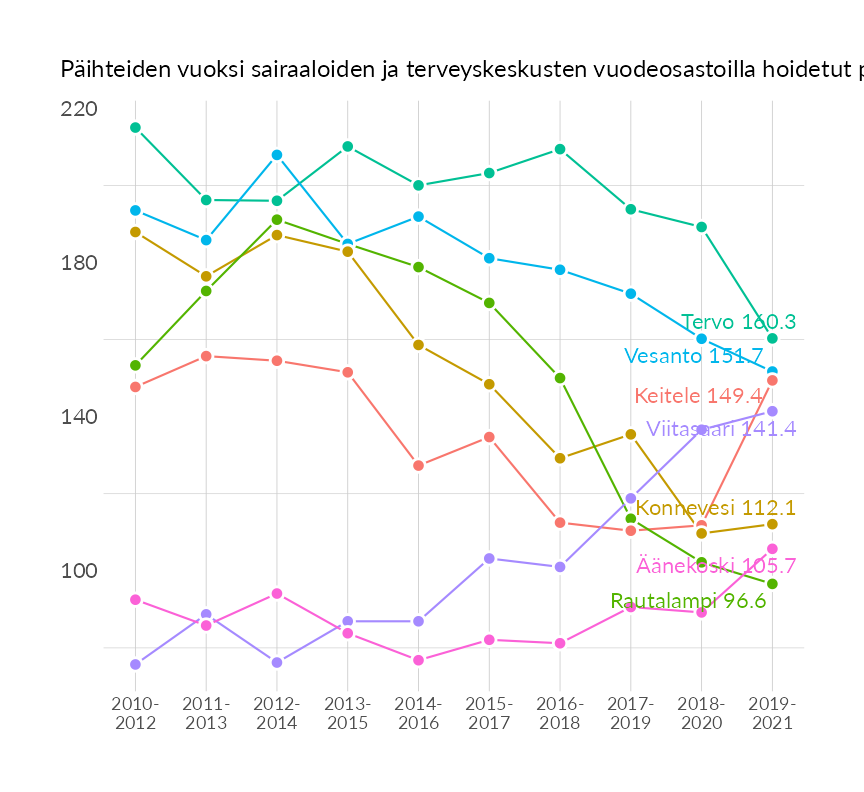 Päihteiden vuoksi sairaaloiden ja terveyskeskusten vuodeosastoilla hoidetut
220
180
140
100
Tervo 160.3
Vesanto 151.7
Keitele 149.4
Viitasaari 141.4
Konnevesi 112.1
Äänekoski 105.7
Rautalampi 96.6
2010- 2011- 2012- 2013- 2014- 2015- 2016- 2017- 2018- 2019-
2012 2013 2014 2015 2016 2017 2018 2019 2020 2021